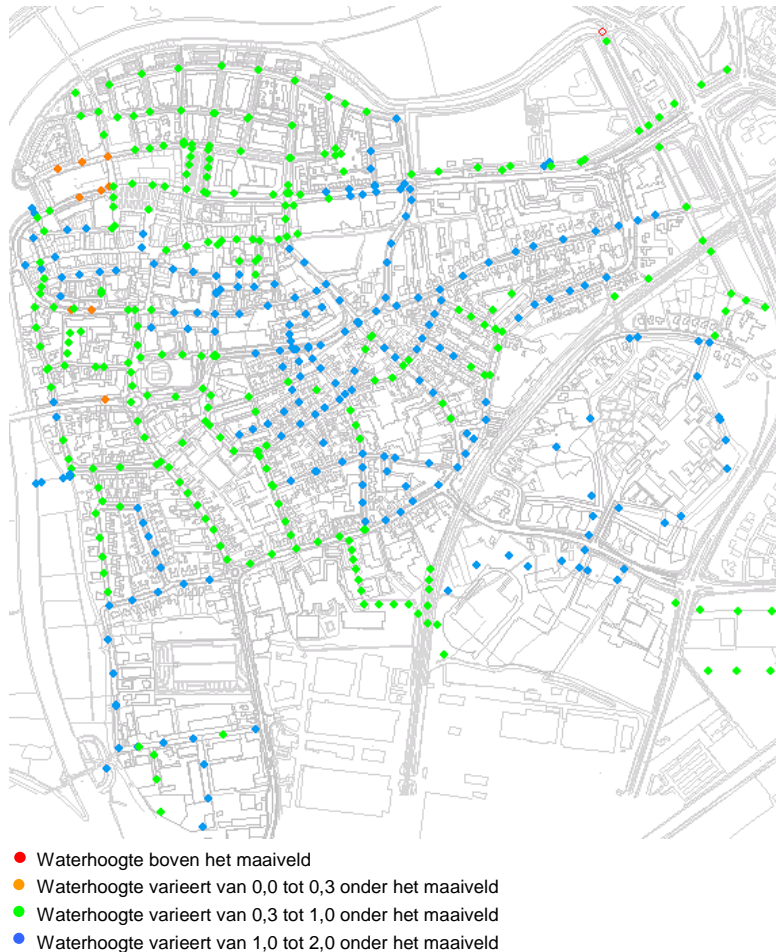 Waterhoogte boven het maaiveld
Waterhoogte varieert van 0,0 tot 0,3 onder het maaiveld
Waterhoogte varieert van 0,3 tot 1,0 onder het maaiveld
Waterhoogte varieert van 1,0 tot 2,0 onder het maaiveld